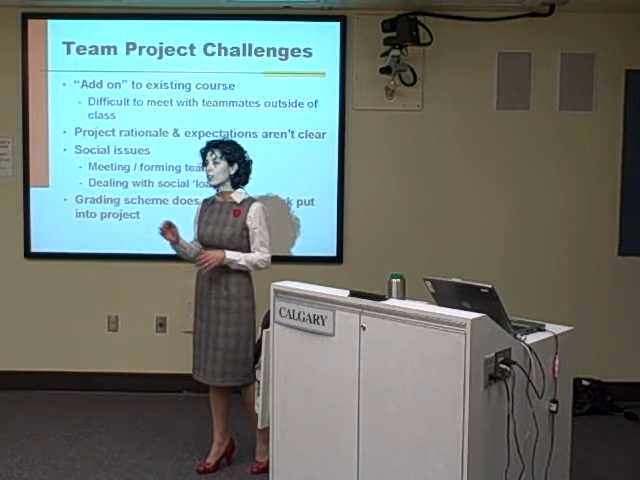 Team Project Challenges
"Add on" to existing course
Difficult to meet with teammates outside of
class
Project rationale & expectations aren't clear
Social issues
Meeting / forming
Dealing with social
Grading scheme put
into project
CALGARY